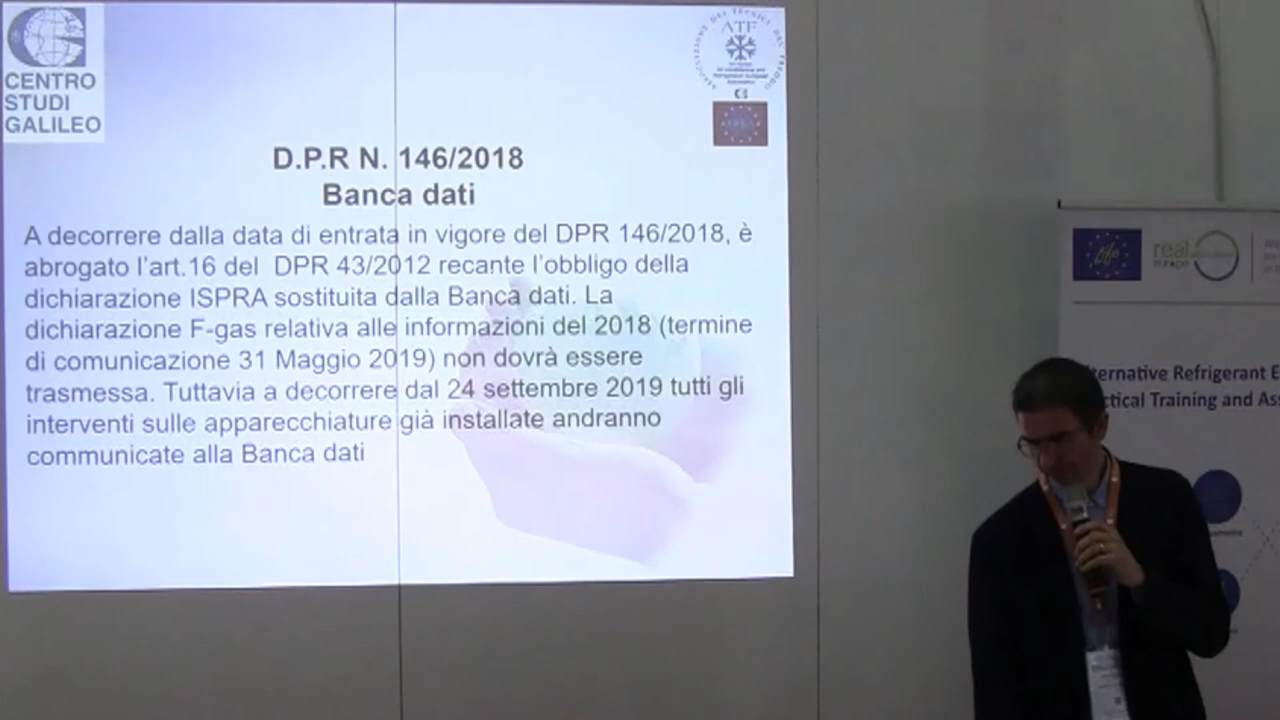 CENTRO
STUDI
GALILEO
ATF
D.P.R N. 146/2018
Banca dati
A decorrere dalla data di entrata in vigore del DPR 146/2018, è
abrogato l’art.16 del DPR 43/2012 recante l’obbligo della
dichiarazione ISPRA sostituita dalla Banca dati. La
dichiarazione F-gas relativa alle informazioni del 2018 (termine
di comunicazione 31 Maggio 2019) non dovrà essere
trasmessa. Tuttavia a decorrere dal 24 settembre 2019 tutti gli
interventi sulle apparecchiature già installate andranno
communicate alla Banca dati
life
real
europe
ternative Refrigerant E
ctical Training and Ass